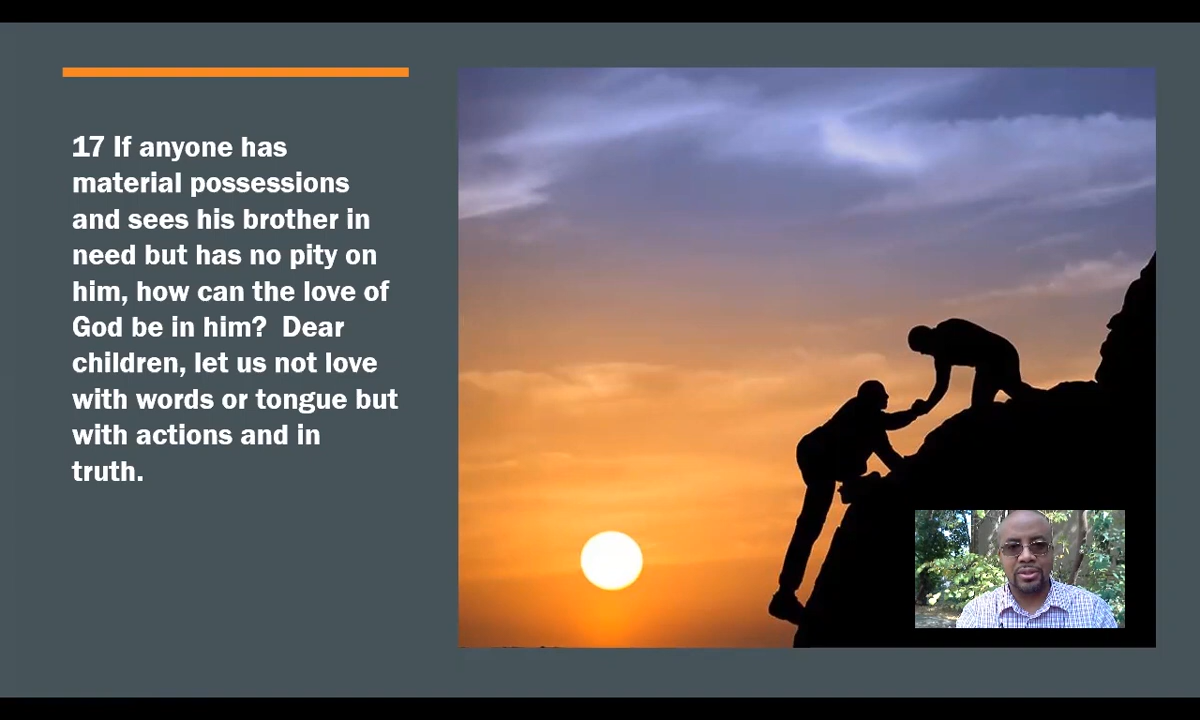 17 If anyone has
material possessions
and sees his brother in
need but has no pity on
him, how can the love of
God be in him?  Dear
children, let us not love
with words or tongue but
with actions and in
truth.